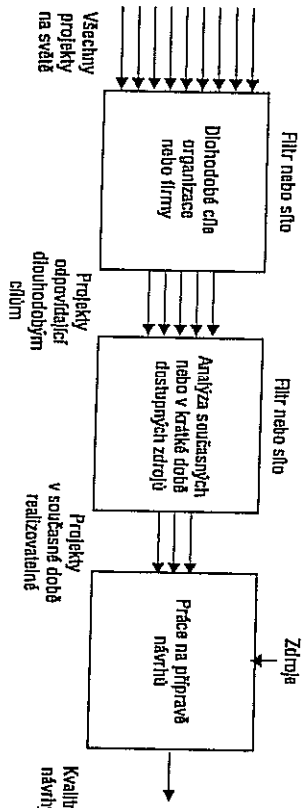 Všechny
projekty
na světě
Filtr nebo síto
Dlohodobé cíle
organizace
nebo firmy
Projekty
odpovídající
dlouhodobým
cílům
Filtr nebo síto
Analýza současných
nebo v krátké době
dostupných zdrojů
Projekty
v současné době
realizovatelné
Zdroje
Práce na přípravě
návrhů
návrhy